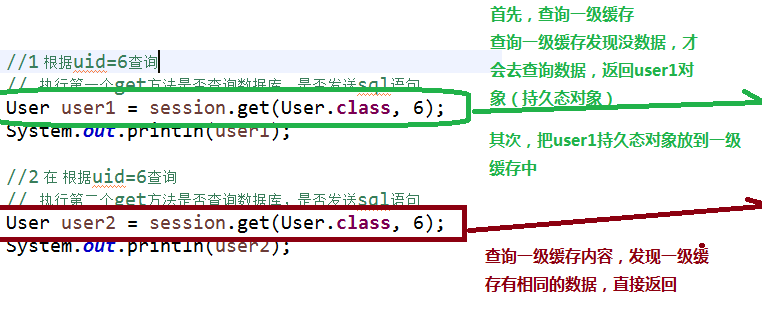 //1 根据uid=6查询
// 执行第一个get方法是否查询数据库，是否发送sql语句
User user1 = session.get(User.class, 6);
System.out.println(user1);
//2 在 根据uid=6查询
// 执行第二个get方法是否查询数据库，是否发送sql语句
User user2 = session.get(User.class, 6);
System.out.println(user2);
首先，查询一级缓存
查询一级缓存发现没数据，才
会去查询数据，返回user1对
象（持久态对象）
其次，把user1持久态对象放到一级
缓存中
查询一级缓存内容，发现一级缓
存有相同的数据，直接返回